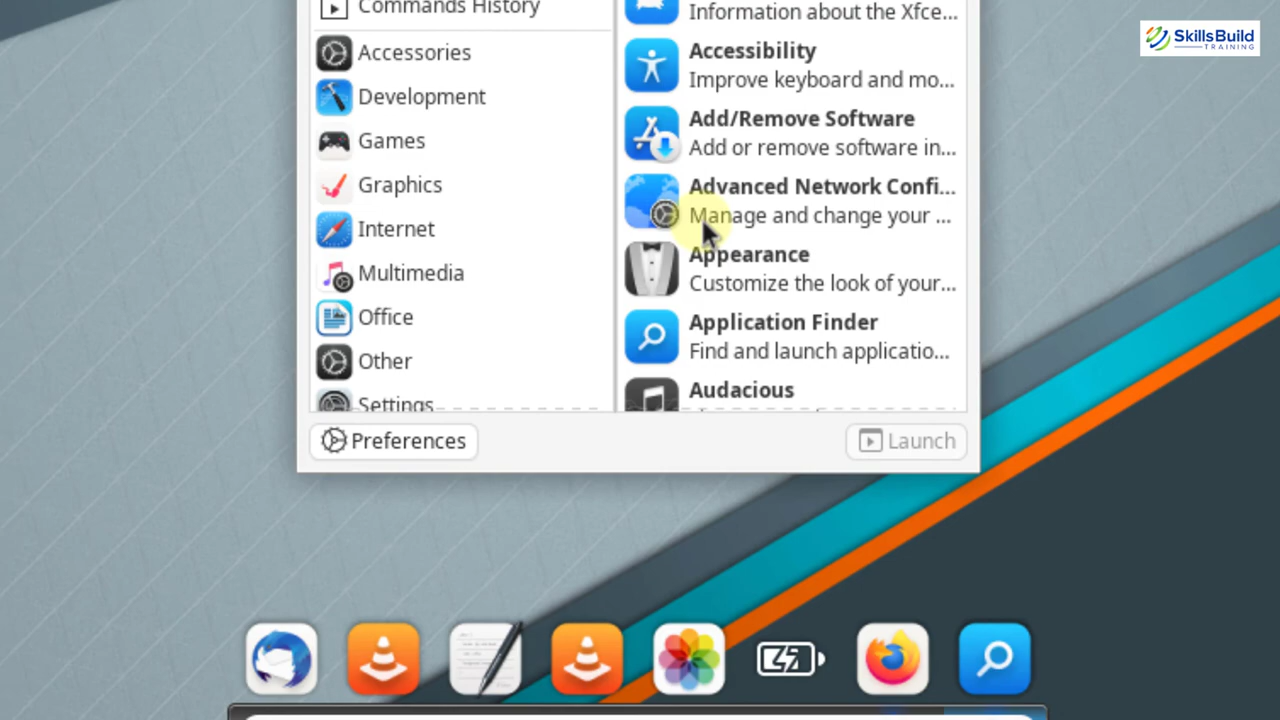 SkillsBuild
TRAINING
Commands History
Accessories
Development
Games
Graphics
Internet
Multimedia
Office
Other
Settings
Information about the Xfce...
Accessibility
Improve keyboard and mo...
Add/Remove Software
Add or remove software in...
Advanced Network Confi...
Manage and change your ...
Appearance
Customize the look of your...
Application Finder
Find and launch applicatio...
Audacious
Preferences
Launch